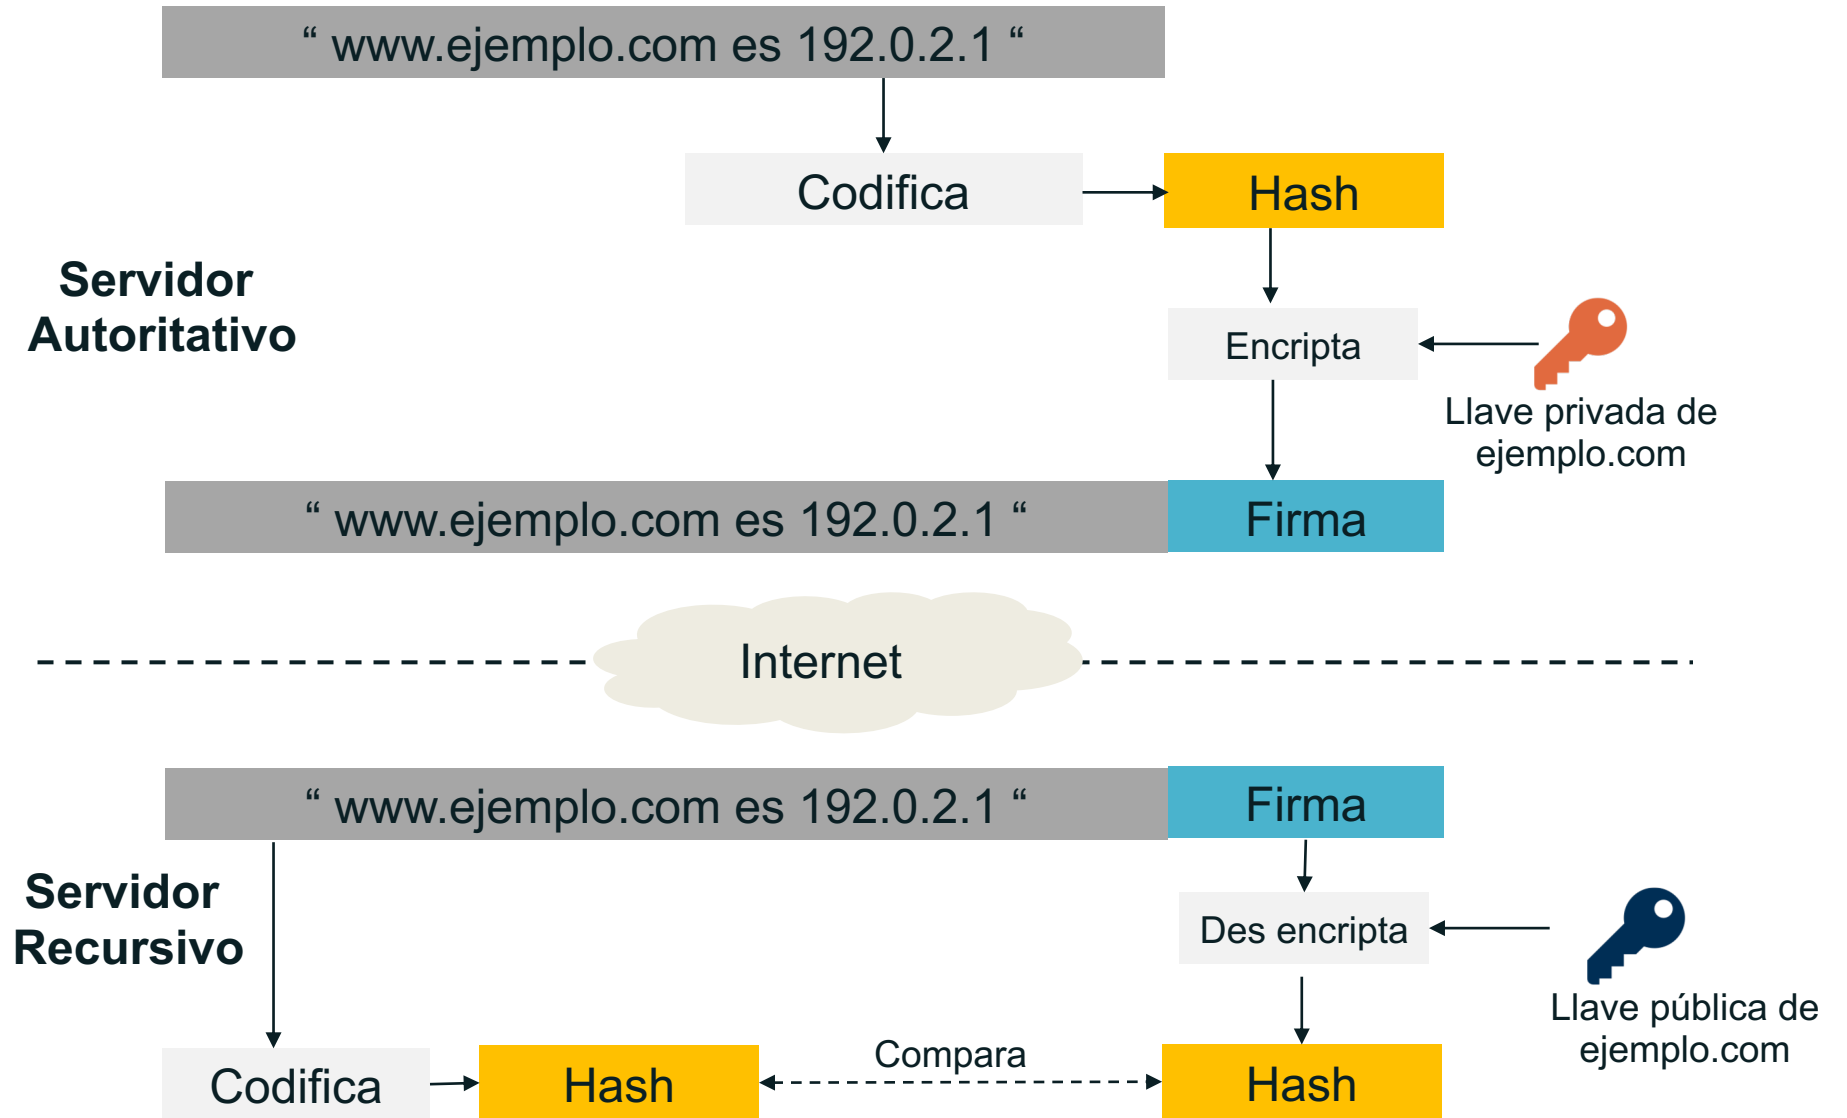 “ www.ejemplo.com es 192.0.2.1 “
Codifica
Hash
Servidor
Autoritativo
Encripta
Llave privada de
ejemplo.com
“ www.ejemplo.com es 192.0.2.1 “
Firma
Internet
“ www.ejemplo.com es 192.0.2.1 “
Firma
Servidor
Recursivo
Des encripta
Llave pública de
ejemplo.com
Codifica
Hash
Compara
Hash